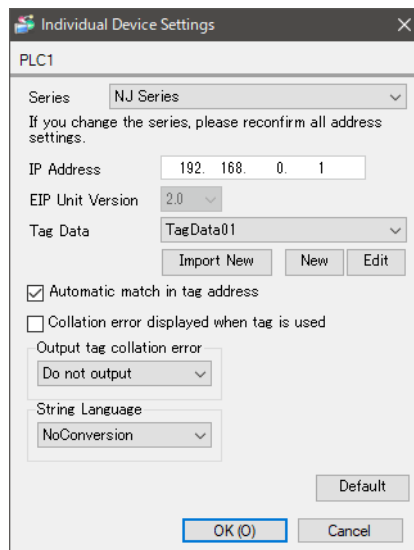 Individual Device Settings
PLC1
Series NJ Series
If you change the series, please reconfirm all address
settings.
IP Address 192. 168. 0. 1
EIP Unit Version 2.0
Tag Data TagData01
Import New New Edit
Automatic match in tag address
Collation error displayed when tag is used
Output tag collation error
Do not output
String Language
NoConversion
Default
OK (O) Cancel